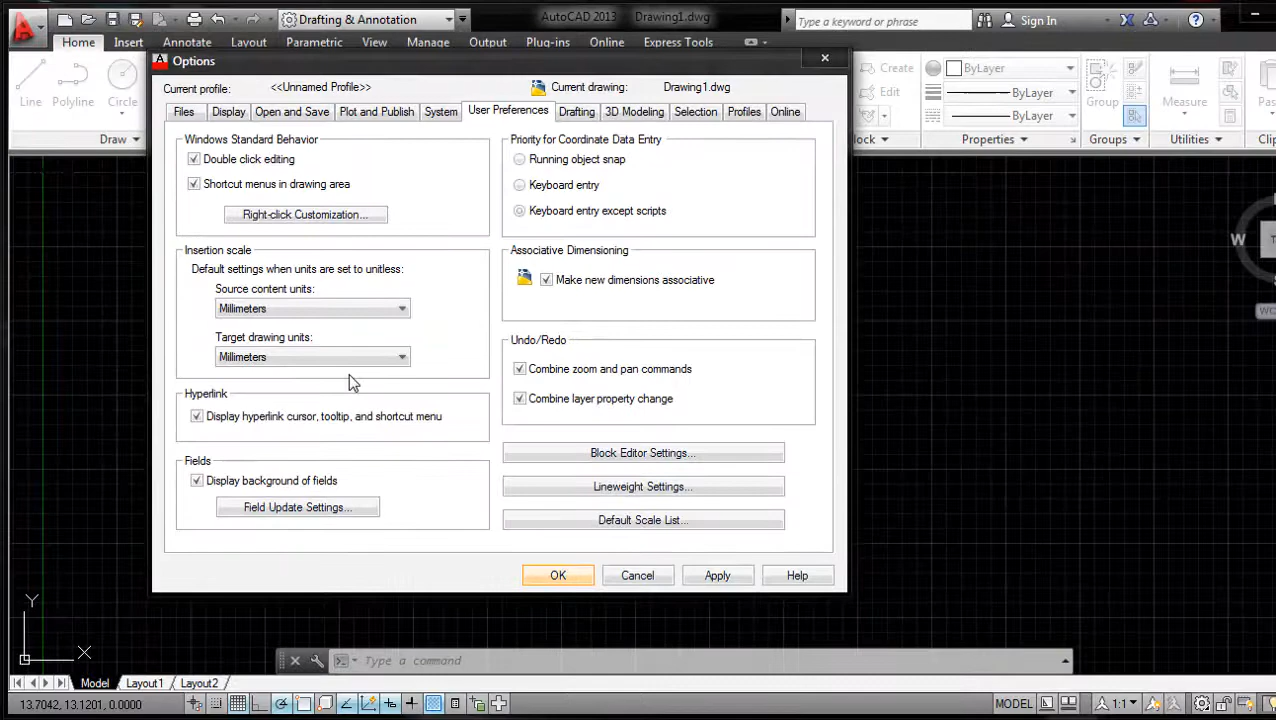 Drafting & Annotation
AutoCAD 2013
Drawing1.dwg
Type a keyword or phrase
Sign In
Home
Insert
Annotate
Layout
Parametric
View
Manage
Output
Plug-ins
Online
Express Tools
Line
Polyline
Circle
Draw
Options
Current profile:
<<Unnamed Profile>>
Current drawing:
Drawing1.dwg
Files
Display
Open and Save
Plot and Publish
System
User Preferences
Drafting
3D Modeling
Selection
Profiles
Online
Windows Standard Behavior
Double click editing
Shortcut menus in drawing area
Right-click Customization...
Insertion scale
Default settings when units are set to unitless:
Source content units:
Millimeters
Target drawing units:
Millimeters
Hyperlink
Display hyperlink cursor, tooltip, and shortcut menu
Fields
Display background of fields
Field Update Settings...
Priority for Coordinate Data Entry
Running object snap
Keyboard entry
Keyboard entry except scripts
Associative Dimensioning
Make new dimensions associative
Undo/Redo
Combine zoom and pan commands
Combine layer property change
Block Editor Settings...
Lineweight Settings...
Default Scale List...
OK
Cancel
Apply
Help
Create
Edit
lock
ByLayer
ByLayer
ByLayer
Properties
Group
Groups
Measure
Utilities
Clip
W
T
Y
X
Type a command
Model
Layout1
Layout2
13.7042, 13.1201, 0.0000
MODEL
1:1